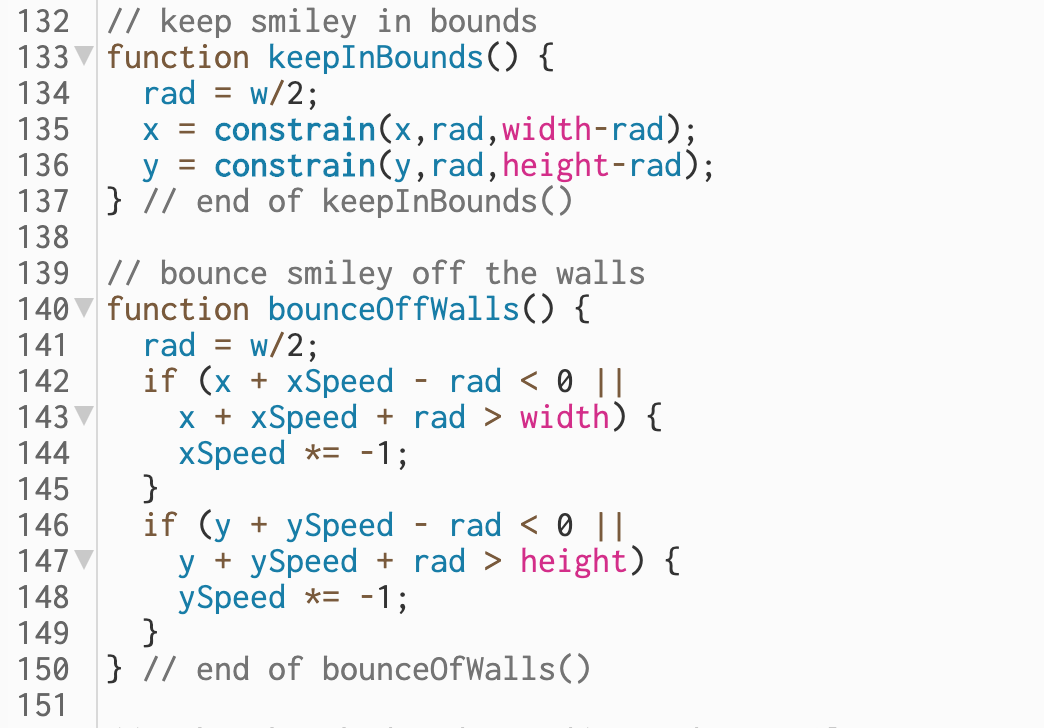 132 // keep smiley in bounds
133 function keepInBounds() {
134   rad = w/2;
135   x = constrain(x,rad,width-rad);
136   y = constrain(y,rad,height-rad);
137 } // end of keepInBounds()
138
139 // bounce smiley off the walls
140 function bounceOffWalls() {
141   rad = w/2;
142   if (x + xSpeed - rad < 0 ||
143     x + xSpeed + rad > width) {
144     xSpeed *= -1;
145   }
146   if (y + ySpeed - rad < 0 ||
147     y + ySpeed + rad > height) {
148     ySpeed *= -1;
149   }
150 } // end of bounceOfWalls()
151